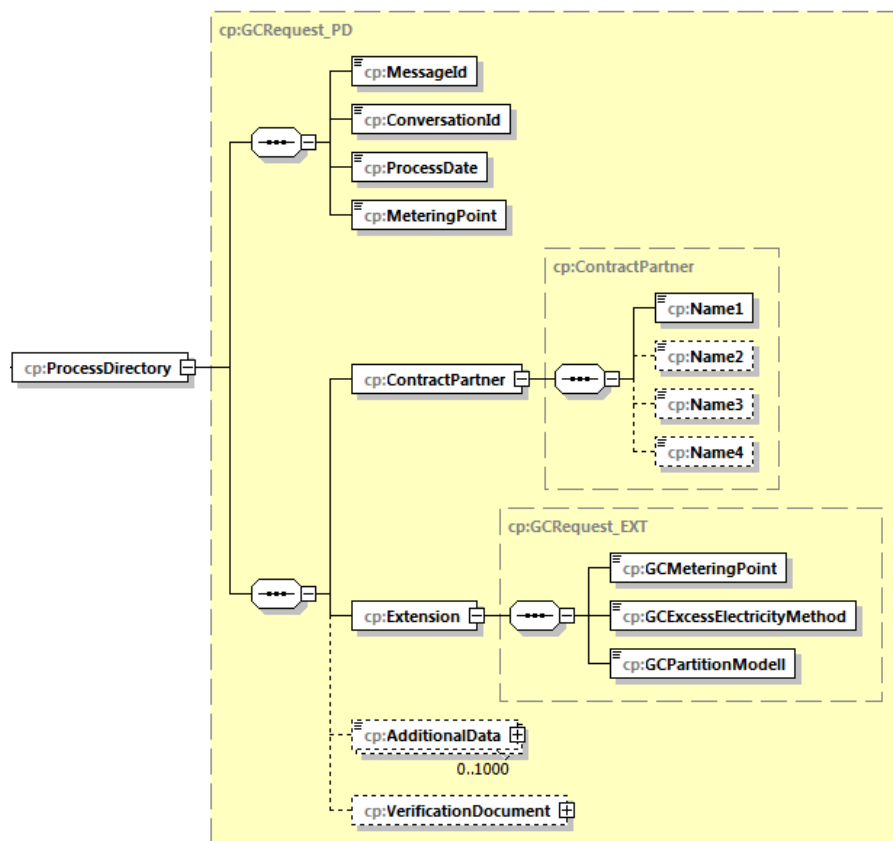 cp:GCRequest_PD
cp:MessageId
cp:ConversationId
cp:ProcessDate
cp:MeteringPoint
cp:ProcessDirectory
cp:ContractPartner
cp:ContractPartner
cp:Name1
cp:Name2
cp:Name3
cp:Name4
cp:Extension
cp:GCRequest_EXT
cp:GCMeteringPoint
cp:GCExcessElectricityMethod
cp:GCPartitionModell
cp:AdditionalData
0..1000
cp:VerificationDocument